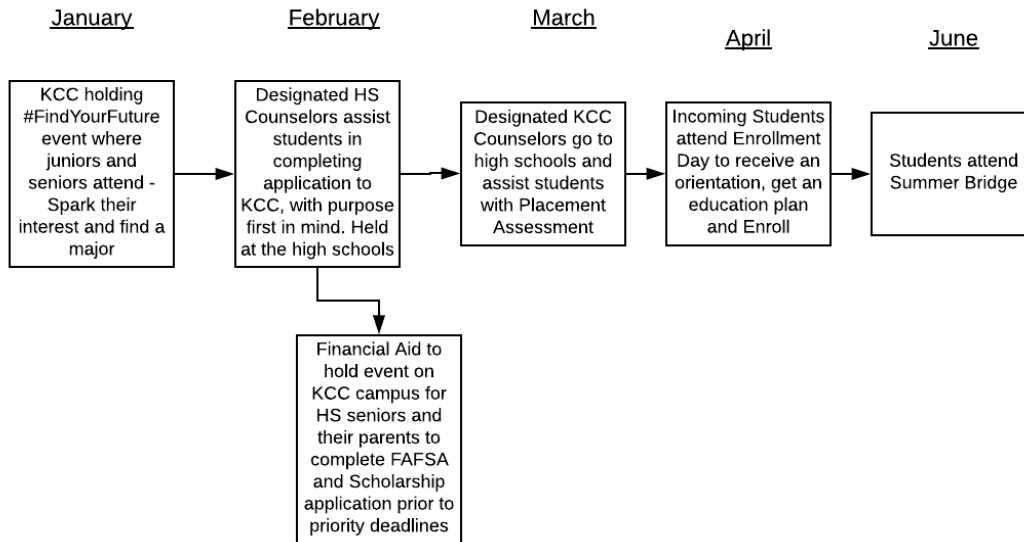 January
February
March
April
June
KCC holding
#FindYourFuture
event where
juniors and
seniors attend -
Spark their
interest and find a
major
Designated HS
Counselors assist
students in
completing
application to
KCC, with purpose
first in mind. Held
at the high schools
Designated KCC
Counselors go to
high schools and
assist students
with Placement
Assessment
Incoming Students
attend Enrollment
Day to receive an
orientation, get an
education plan
and Enroll
Students attend
Summer Bridge
Financial Aid to
hold event on
KCC campus for
HS seniors and
their parents to
complete FAFSA
and Scholarship
application prior to
priority deadlines